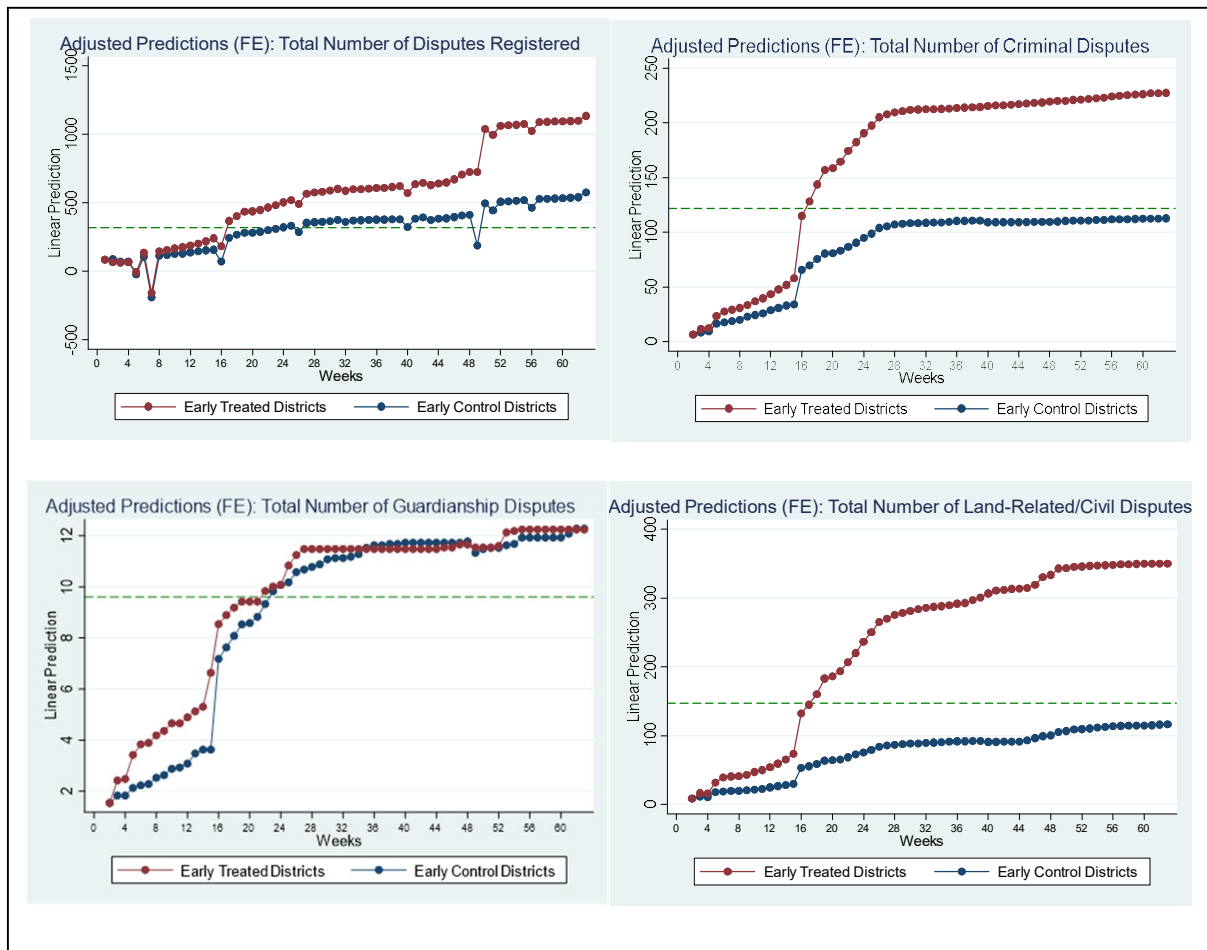 Adjusted Predictions (FE): Total Number of Disputes Registered
Linear Prediction
-500 0 500 1000 1500
0 4 8 12 16 20 24 28 32 36 40 44 48 52 56 60
Weeks
Early Treated Districts Early Control Districts
Adjusted Predictions (FE): Total Number of Criminal Disputes
Linear Prediction
0 50 100 150 200 250
0 4 8 12 16 20 24 28 32 36 40 44 48 52 56 60
Weeks
Early Treated Districts Early Control Districts
Adjusted Predictions (FE): Total Number of Guardianship Disputes
Linear Prediction
2 4 6 8 10 12
0 4 8 12 16 20 24 28 32 36 40 44 48 52 56 60
Weeks
Early Treated Districts Early Control Districts
Adjusted Predictions (FE): Total Number of Land-Related/Civil Disputes
Linear Prediction
0 100 200 300 400
0 4 8 12 16 20 24 28 32 36 40 44 48 52 56 60
Weeks
Early Treated Districts Early Control Districts